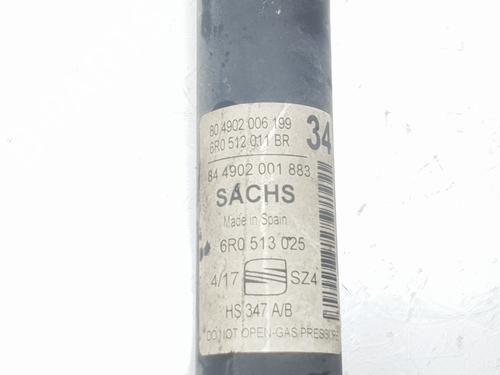 80 4902 006 199
6R0 512 011 BR
34
84 4902 001 883
SACHS
Made in Spain
6R0 513 025
4/17 SZ4
HS 347 A/B
DO NOT OPEN-GAS PRESSURE